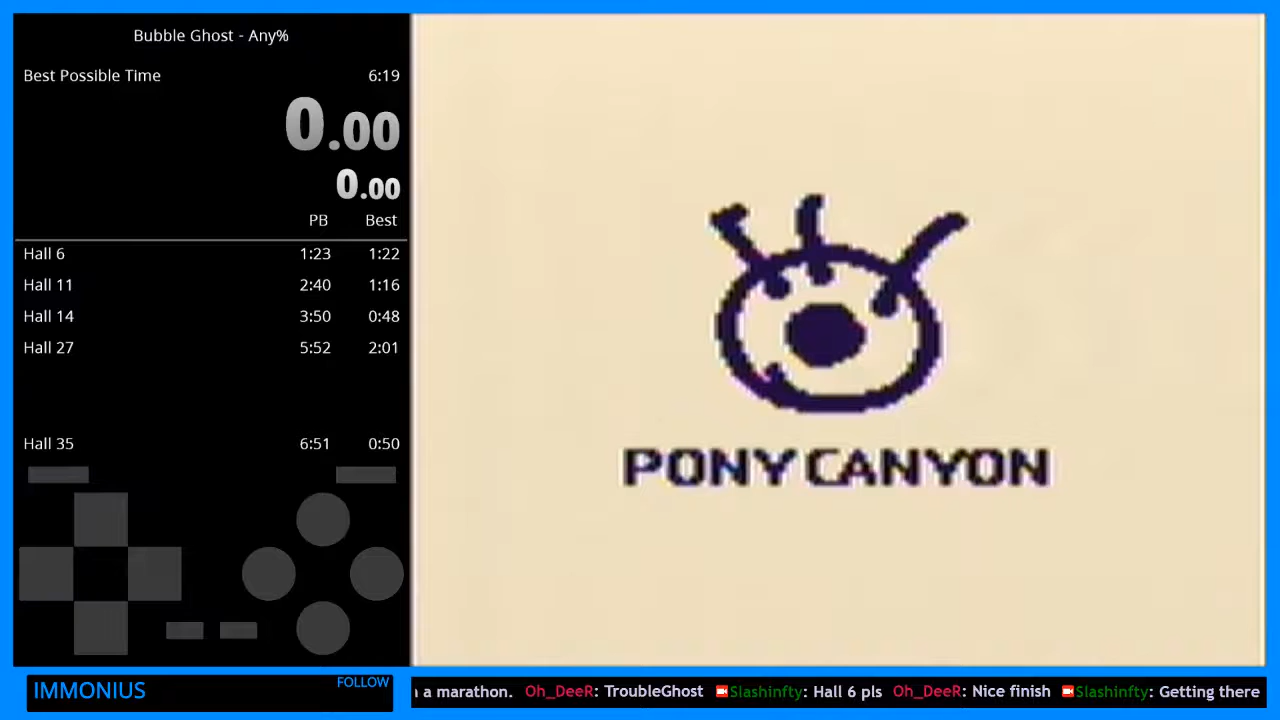 Bubble Ghost - Any%
Best Possible Time 6:19
0.00
0.00
PB Best
Hall 6 1:23 1:22
Hall 11 2:40 1:16
Hall 14 3:50 0:48
Hall 27 5:52 2:01
Hall 35 6:51 0:50
PONY CANYON
IMMONIUS
FOLLOW
a marathon. Oh_DeeR: TroubleGhost Slashinfty: Hall 6 pls Oh_DeeR: Nice finish Slashinfty: Getting there